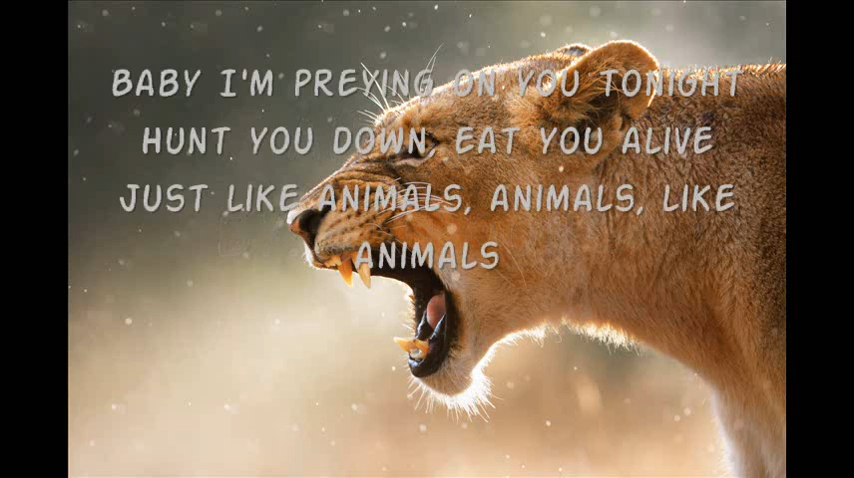 BABY I'M PREYING ON YOU TONIGHT
HUNT YOU DOWN EAT YOU ALIVE
JUST LIKE ANIMALS, ANIMALS, LIKE
ANIMALS